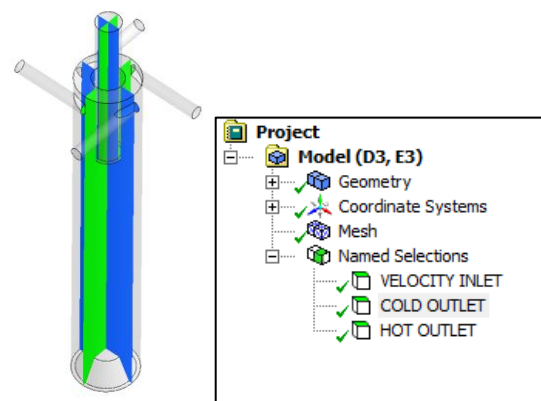 Project
Model (D3, E3)
Geometry
Coordinate Systems
Mesh
Named Selections
VELOCITY INLET
COLD OUTLET
HOT OUTLET